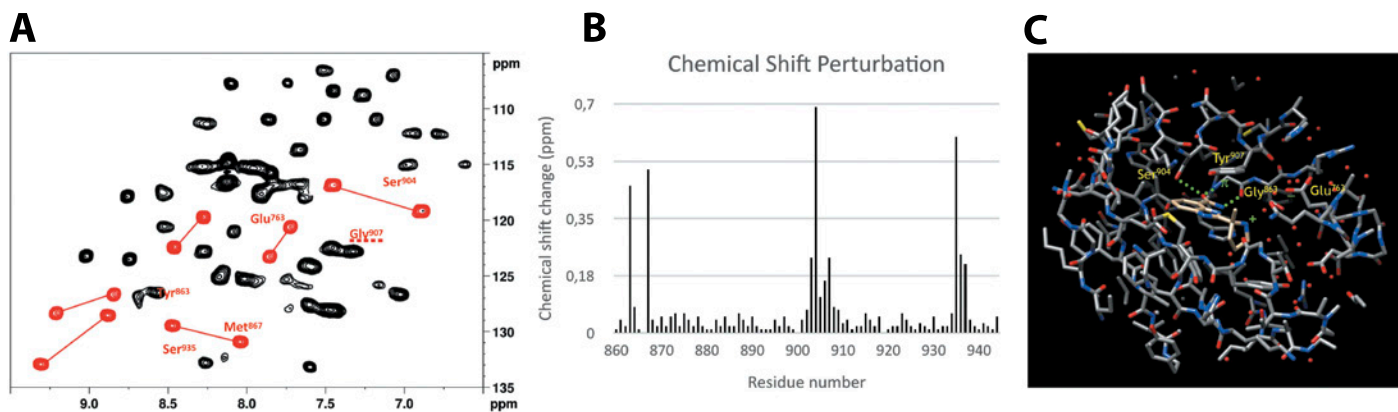 A
ppm
110
115
120
125
130
135
ppm
9.0
8.5
8.0
7.5
7.0
Ser904
Glu763
Gly907
Tyr863
Met867
Ser935
B
Chemical Shift Perturbation
Chemical shift change (ppm)
0,7
0,53
0,35
0,18
0
860 870 880 890 900 910 920 930 940
Residue number
C
Tyr907
Ser904
Gly863
Glu763
π
+